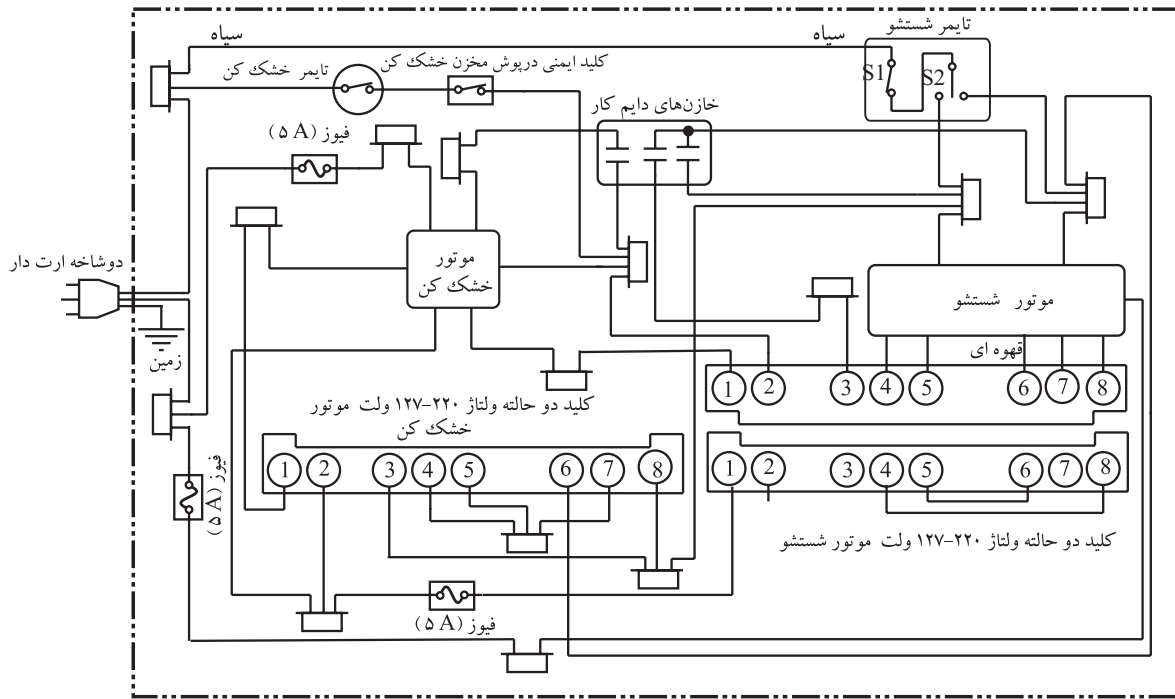 تایمر شستشو
سیاه
سیاه
S1
S2
کلید ایمنی درپوش مخزن خشک کن
تایمر خشک کن
خازن‌های دایم کار
فیوز (۵ A)
دوشاخه ارت دار
زمین
موتور
خشک کن
موتور شستشو
قهوه ای
1 2 3 4 5 6 7 8
کلید دو حالته ولتاژ ۲۲۰-۱۲۷ ولت موتور
خشک کن
1 2 3 4 5 6 7 8
1 2 3 4 5 6 7 8
فیوز (۵ A)
کلید دو حالته ولتاژ ۲۲۰-۱۲۷ ولت موتور شستشو
فیوز (۵ A)